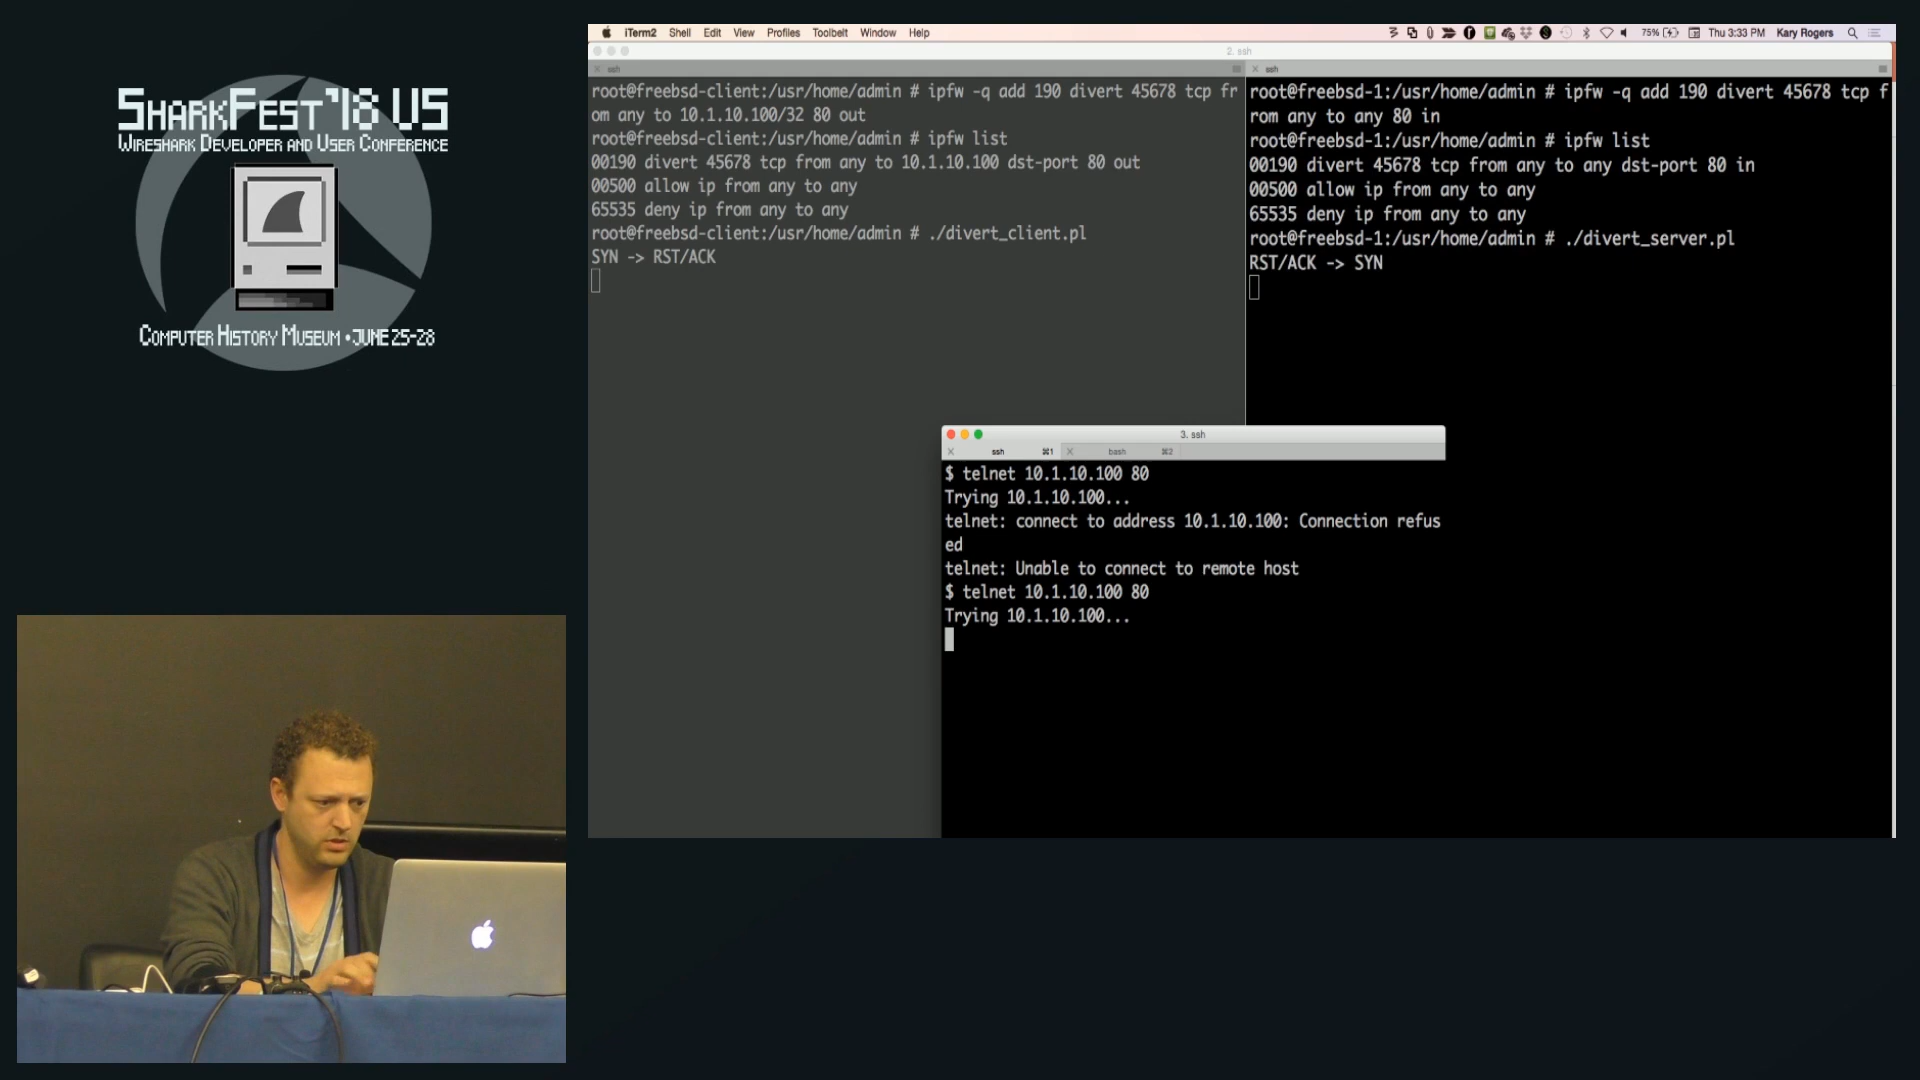 SHARKFEST'18 US
WIRESHARK DEVELOPER AND USER CONFERENCE
COMPUTER HISTORY MUSEUM • JUNE 25-28
iTerm2 Shell Edit View Profiles Toolbelt Window Help
75% Thu 3:33 PM Kary Rogers
2. ssh
ssh
root@freebsd-client:/usr/home/admin # ipfw -q add 190 divert 45678 tcp fr
om any to 10.1.10.100/32 80 out
root@freebsd-client:/usr/home/admin # ipfw list
00190 divert 45678 tcp from any to 10.1.10.100 dst-port 80 out
00500 allow ip from any to any
65535 deny ip from any to any
root@freebsd-client:/usr/home/admin # ./divert_client.pl
SYN -> RST/ACK
ssh
root@freebsd-1:/usr/home/admin # ipfw -q add 190 divert 45678 tcp f
rom any to any 80 in
root@freebsd-1:/usr/home/admin # ipfw list
00190 divert 45678 tcp from any to any dst-port 80 in
00500 allow ip from any to any
65535 deny ip from any to any
root@freebsd-1:/usr/home/admin # ./divert_server.pl
RST/ACK -> SYN
3. ssh
ssh ⌘1 bash ⌘2
$ telnet 10.1.10.100 80
Trying 10.1.10.100...
telnet: connect to address 10.1.10.100: Connection refus
ed
telnet: Unable to connect to remote host
$ telnet 10.1.10.100 80
Trying 10.1.10.100...